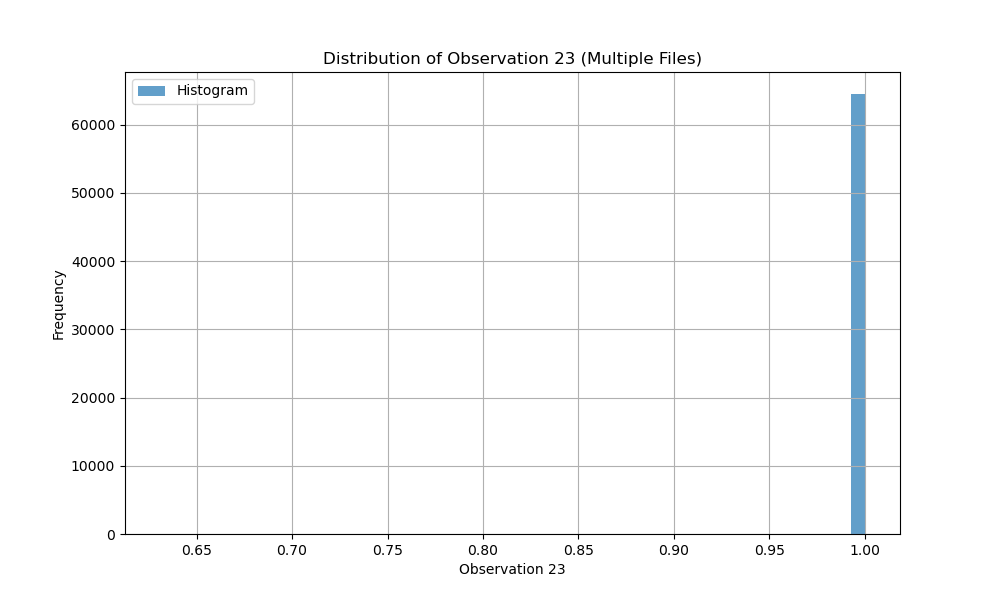 Distribution of Observation 23 (Multiple Files)
Histogram
60000
50000
40000
30000
20000
10000
0
Frequency
0.65 0.70 0.75 0.80 0.85 0.90 0.95 1.00
Observation 23